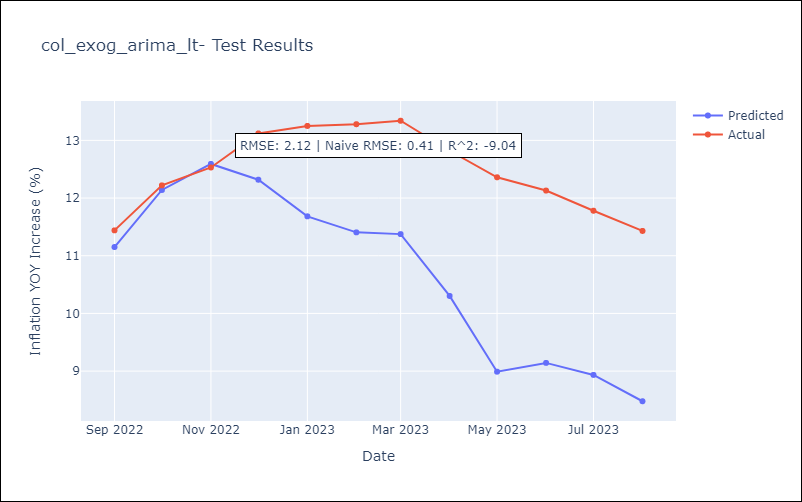 col_exog_arima_lt- Test Results
Predicted
Actual
RMSE: 2.12 | Naive RMSE: 0.41 | R^2: -9.04
Inflation YOY Increase (%)
13
12
11
10
9
Sep 2022
Nov 2022
Jan 2023
Mar 2023
May 2023
Jul 2023
Date